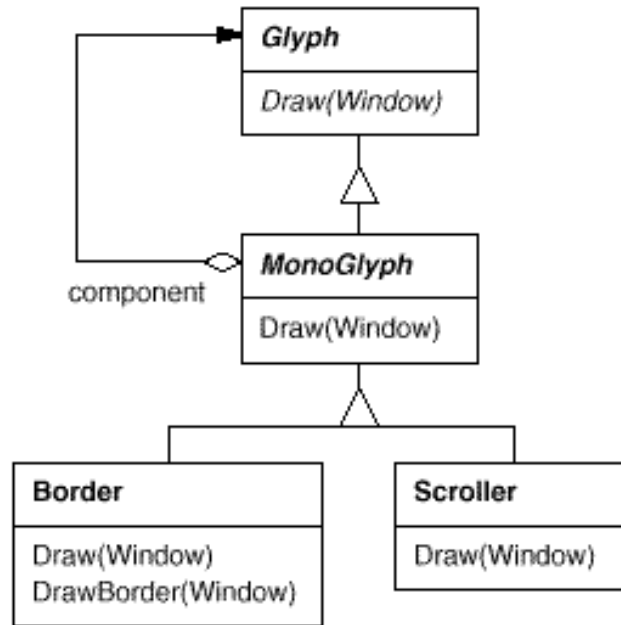 Glyph
Draw(Window)
MonoGlyph
component
Draw(Window)
Border
Draw(Window)
DrawBorder(Window)
Scroller
Draw(Window)